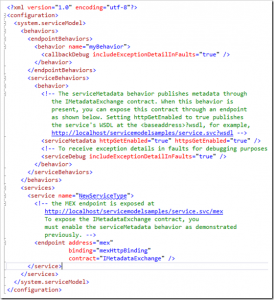 <?xml version="1.0" encoding="utf-8"?>
<configuration>
<system.serviceModel>
<behaviors>
<endpointBehaviors>
<behavior name="myBehavior">
<callbackDebug includeExceptionDetailInFaults="true" />
</behavior>
</endpointBehaviors>
<serviceBehaviors>
<behavior>
<!-- The serviceMetadata behavior publishes metadata through
the IMetadataExchange contract. When this behavior is
present, you can expose this contract through an endpoint
as shown below. Setting httpGetEnabled to true publishes
the service's WSDL at the <baseaddress>?wsdl, for example,
http://localhost/servicemodelsamples/service.svc?wsdl -->
<serviceMetadata httpGetEnabled="true" httpsGetEnabled="true" />
<!-- To receive exception details in faults for debugging purposes
<serviceDebug includeExceptionDetailInFaults="true" />
</behavior>
</serviceBehaviors>
</behaviors>
<services>
<service name="NewServiceType">
<!-- the MEX endpoint is exposed at
http://localhost/servicemodelsamples/service.svc/mex
To expose the IMetadataExchange contract, you
must enable the serviceMetadata behavior as demonstrated
previously. -->
<endpoint address="mex"
binding="mexHttpBinding"
contract="IMetadataExchange" />
</service>
</services>
</system.serviceModel>